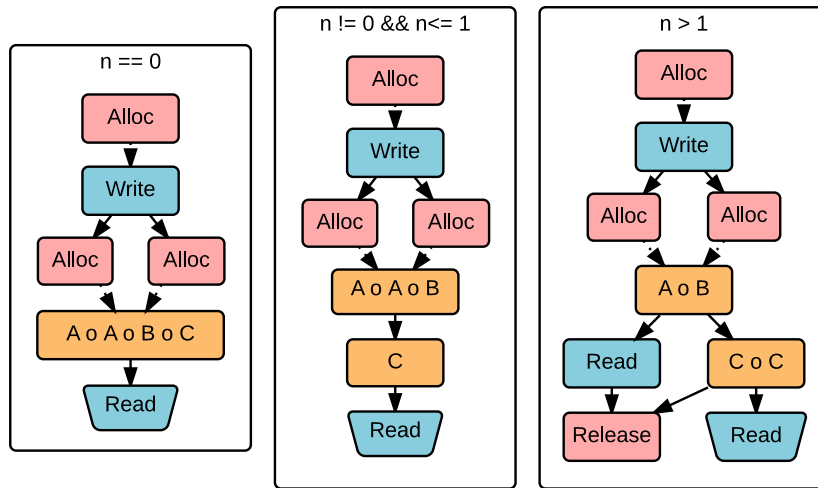 n == 0
Alloc
Write
Alloc Alloc
A o A o B o C
Read
n != 0 && n<= 1
Alloc
Write
Alloc Alloc
A o A o B
C
Read
n > 1
Alloc
Write
Alloc Alloc
A o B
Read C o C
Release Read